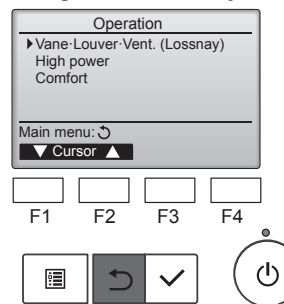 Operation
Vane·Louver·Vent. (Lossnay)
High power
Comfort
Main menu:
▼ Cursor ▲
F1 F2 F3 F4